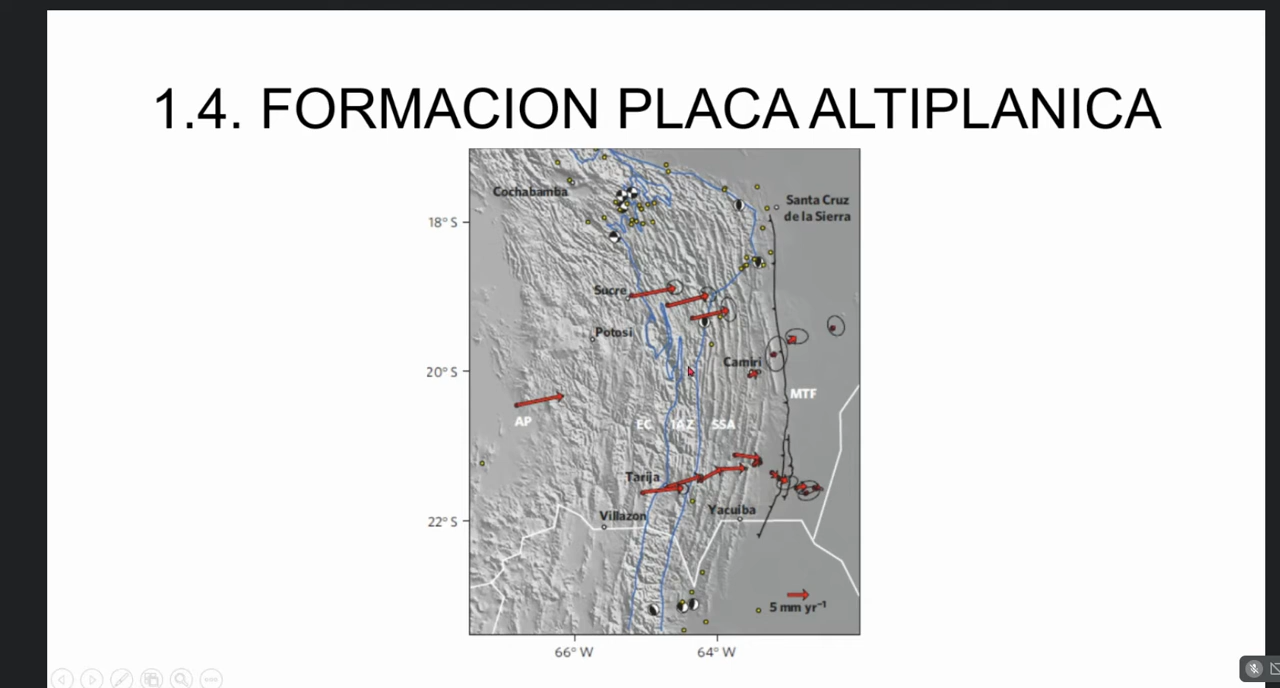 1.4. FORMACION PLACA ALTIPLANICA
Cochabamba
Santa Cruz
de la Sierra
18° S
Sucre
Potosi
20° S
Camiri
MTF
AP
EC
IAZ
SSA
Tarija
Villazon
Yacuiba
22° S
5 mm yr⁻¹
66° W
64° W